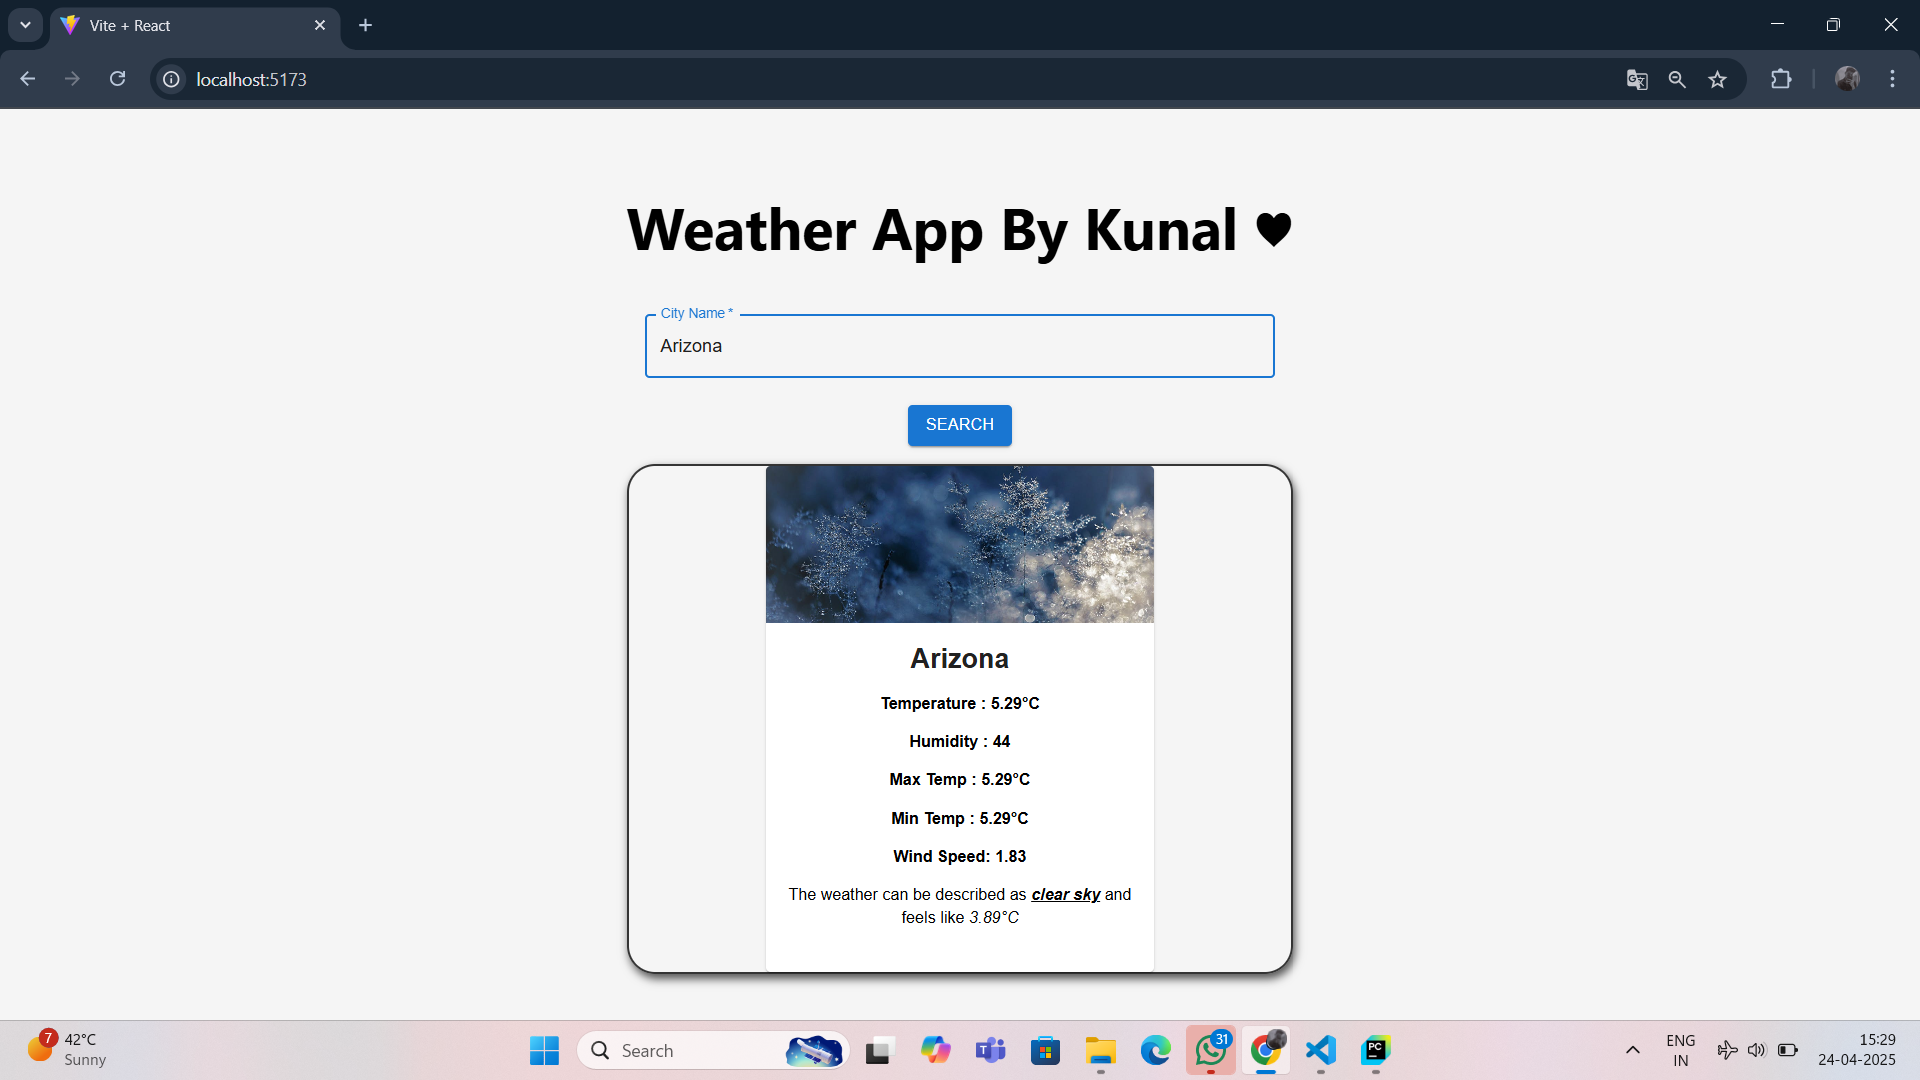 Vite + React
localhost:5173
Weather App By Kunal ♥
City Name *
Arizona
SEARCH
Arizona
Temperature : 5.29°C
Humidity : 44
Max Temp : 5.29°C
Min Temp : 5.29°C
Wind Speed: 1.83
The weather can be described as clear sky and
feels like 3.89°C
7
42°C
Sunny
Search
31
PC
ENG
IN
15:29
24-04-2025